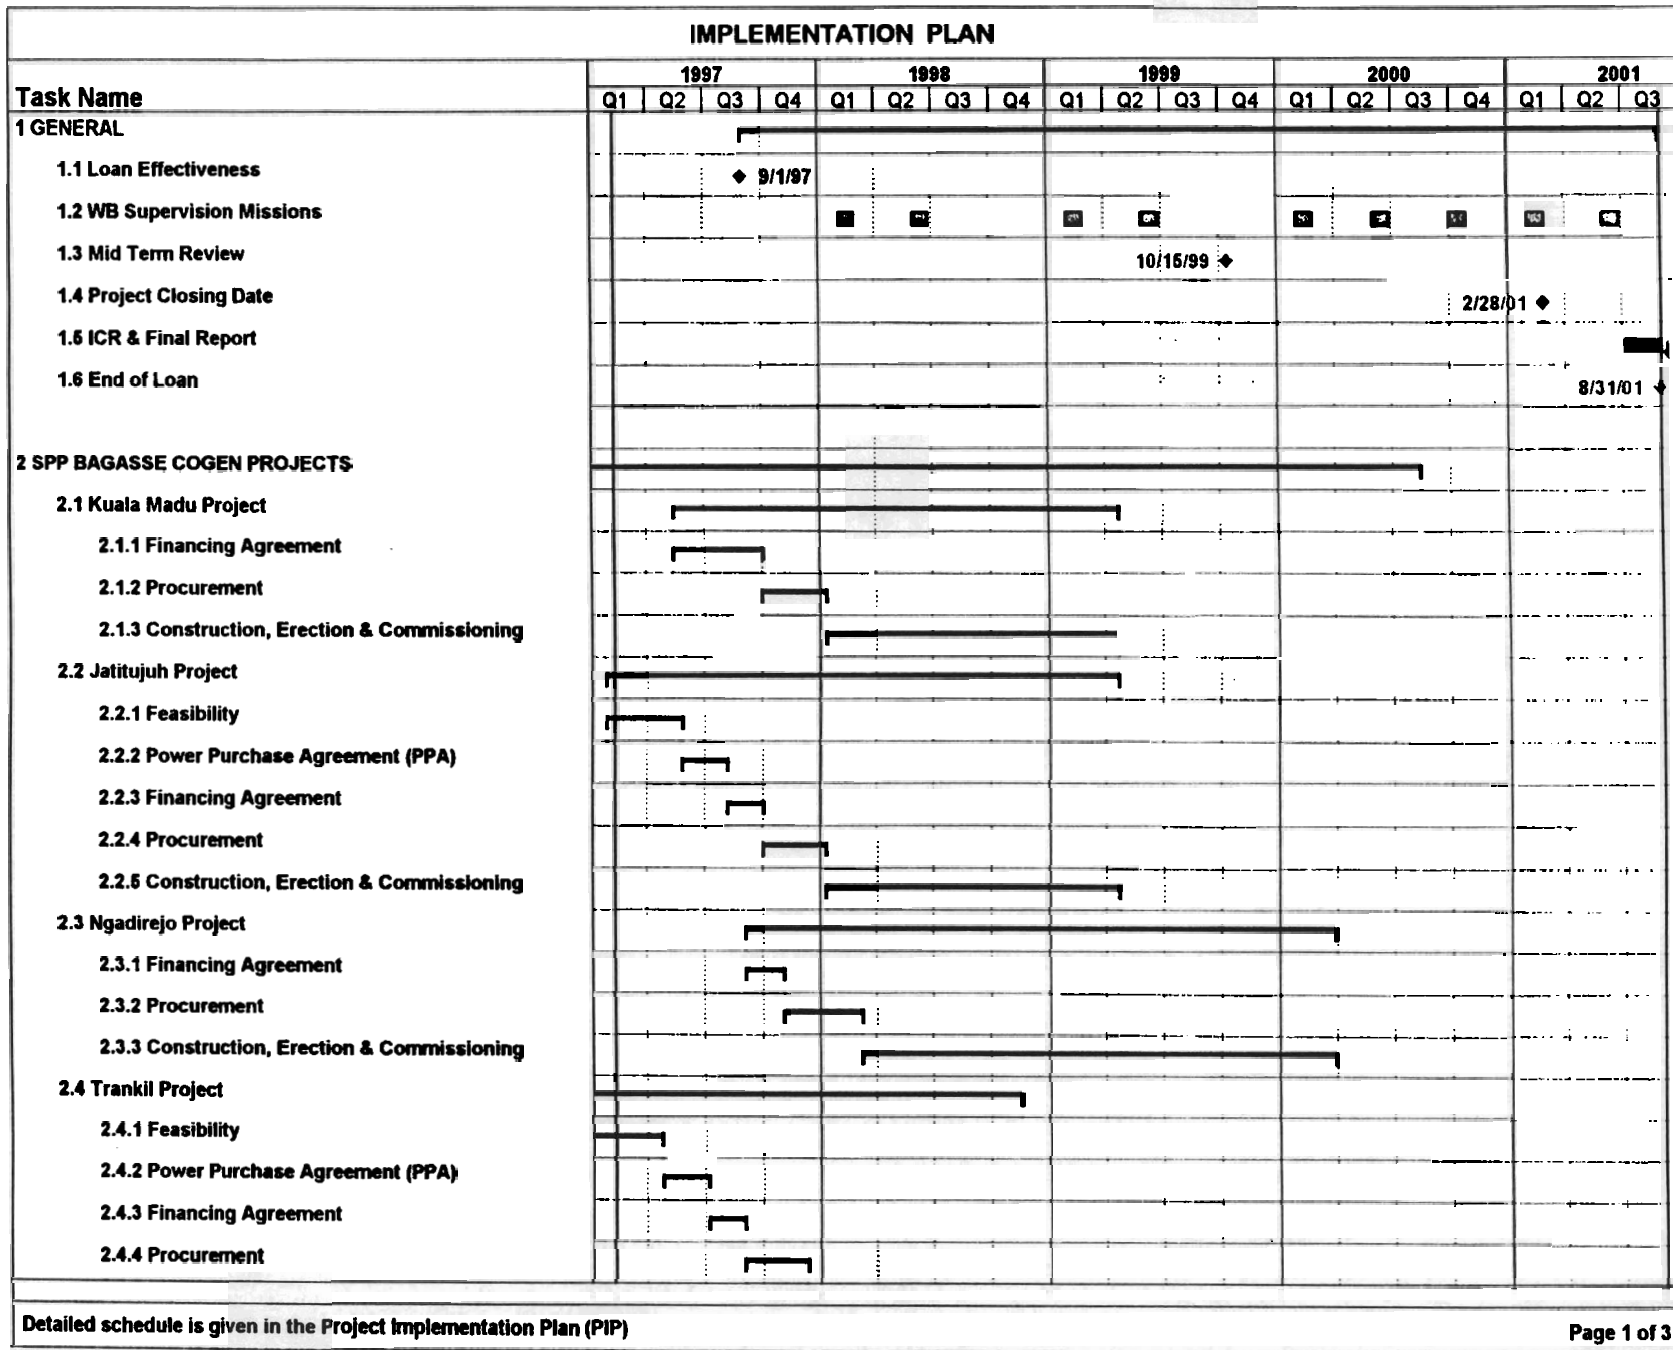 IMPLEMENTATION PLAN
1997 1998 1999 2000 2001
Task Name Q1 Q2 Q3 Q4 Q1 Q2 Q3 Q4 Q1 Q2 Q3 Q4 Q1 Q2 Q3 Q4 Q1 Q2 Q3
1 GENERAL
1.1 Loan Effectiveness 9/1/97
1.2 WB Supervision Missions
1.3 Mid Term Review 10/15/99
1.4 Project Closing Date 2/28/01
1.5 ICR & Final Report
1.6 End of Loan 8/31/01
2 SPP BAGASSE COGEN PROJECTS
2.1 Kuala Madu Project
2.1.1 Financing Agreement
2.1.2 Procurement
2.1.3 Construction, Erection & Commissioning
2.2 Jatitujuh Project
2.2.1 Feasibility
2.2.2 Power Purchase Agreement (PPA)
2.2.3 Financing Agreement
2.2.4 Procurement
2.2.5 Construction, Erection & Commissioning
2.3 Ngadirejo Project
2.3.1 Financing Agreement
2.3.2 Procurement
2.3.3 Construction, Erection & Commissioning
2.4 Trankil Project
2.4.1 Feasibility
2.4.2 Power Purchase Agreement (PPA)
2.4.3 Financing Agreement
2.4.4 Procurement
Detailed schedule is given in the Project Implementation Plan (PIP)
Page 1 of 3